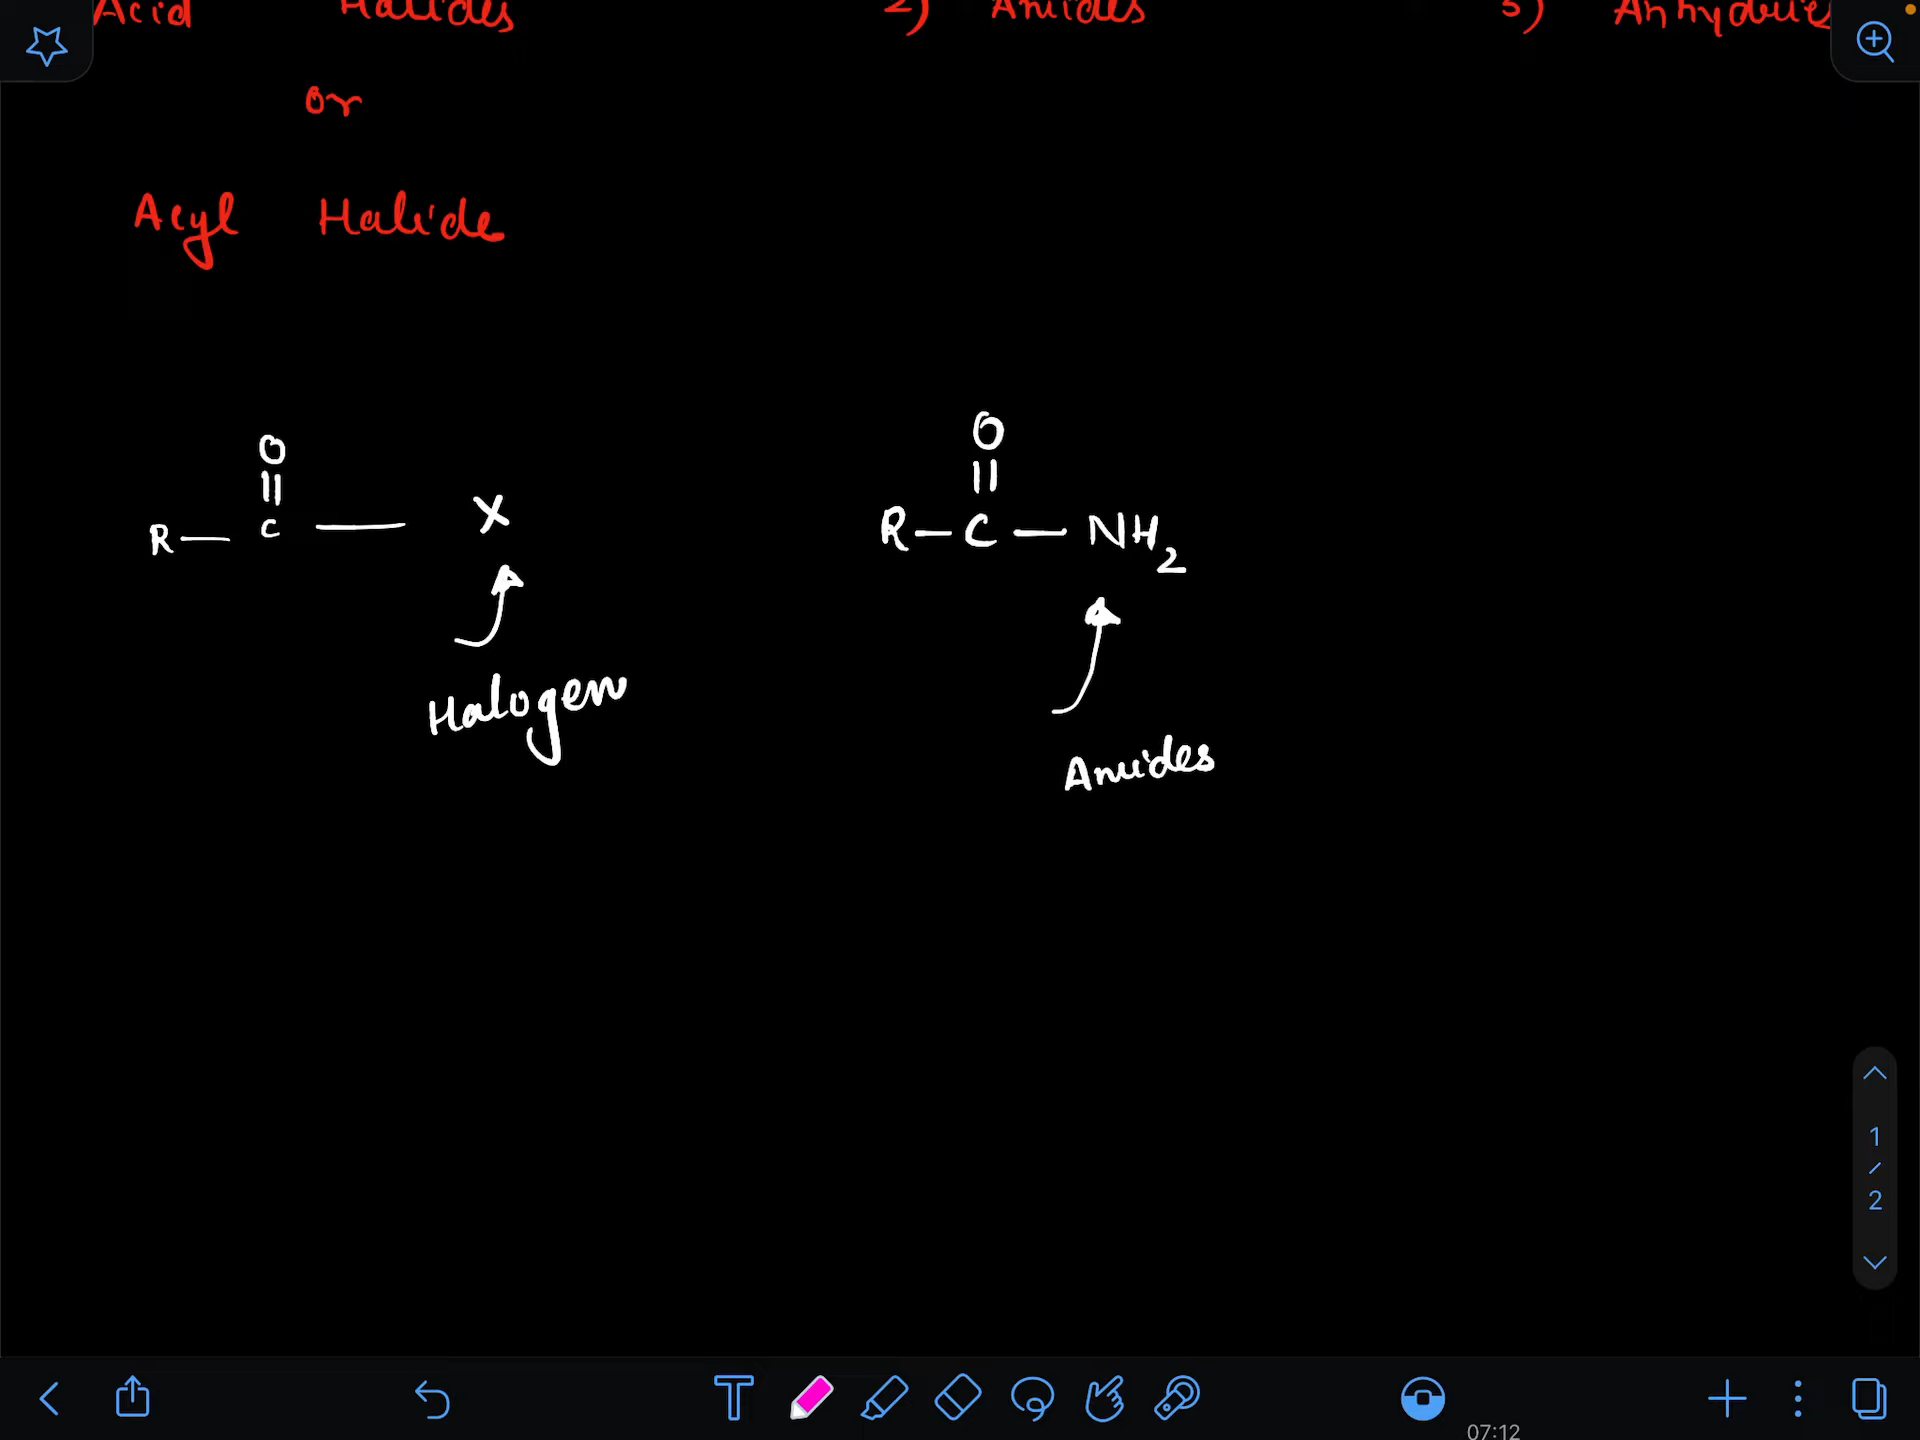 Acid Halides 2) Amides 3) Anhydride
or
Acyl Halide
O
||
R — C — X
Halogen
O
||
R — C — NH2
Amides
1
/
2
T
07:12